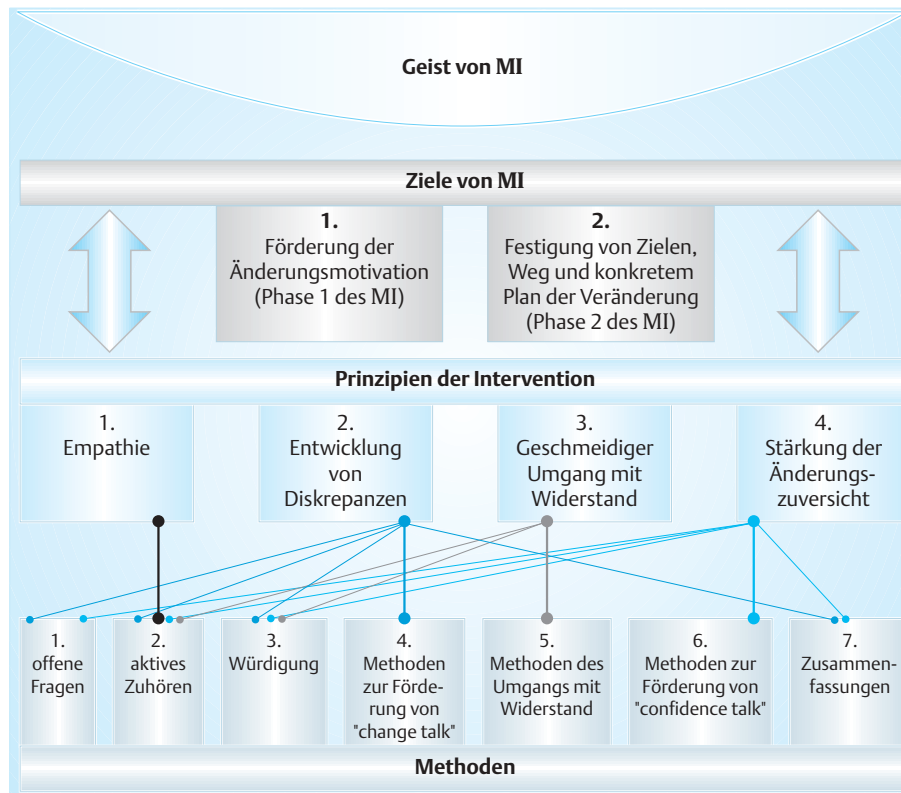 Geist von MI
Ziele von MI
1.
Förderung der
Änderungsmotivation
(Phase 1 des MI)
2.
Festigung von Zielen,
Weg und konkretem
Plan der Veränderung
(Phase 2 des MI)
Prinzipien der Intervention
1.
Empathie
2.
Entwicklung
von
Diskrepanzen
3.
Geschmeidiger
Umgang mit
Widerstand
4.
Stärkung der
Änderungs-
zuversicht
1.
offene
Fragen
2.
aktives
Zuhören
3.
Würdigung
4.
Methoden
zur Förde-
rung von
"change talk"
5.
Methoden des
Umgangs mit
Widerstand
6.
Methoden zur
Förderung von
"confidence talk"
7.
Zusammen-
fassungen
Methoden